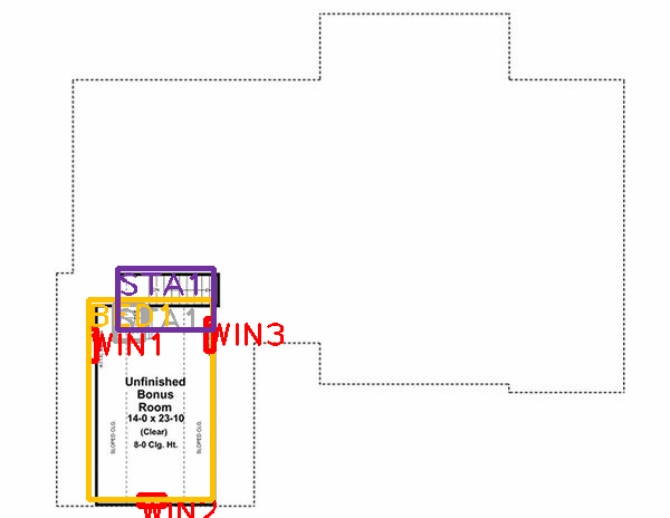 STA1
STA1
WIN1
WIN3
Unfinished
Bonus
Room
14-0 x 23-10
(Clear)
8-0 Clg. Ht.
SLOPED CLG.
SLOPED CLG.
WIN2